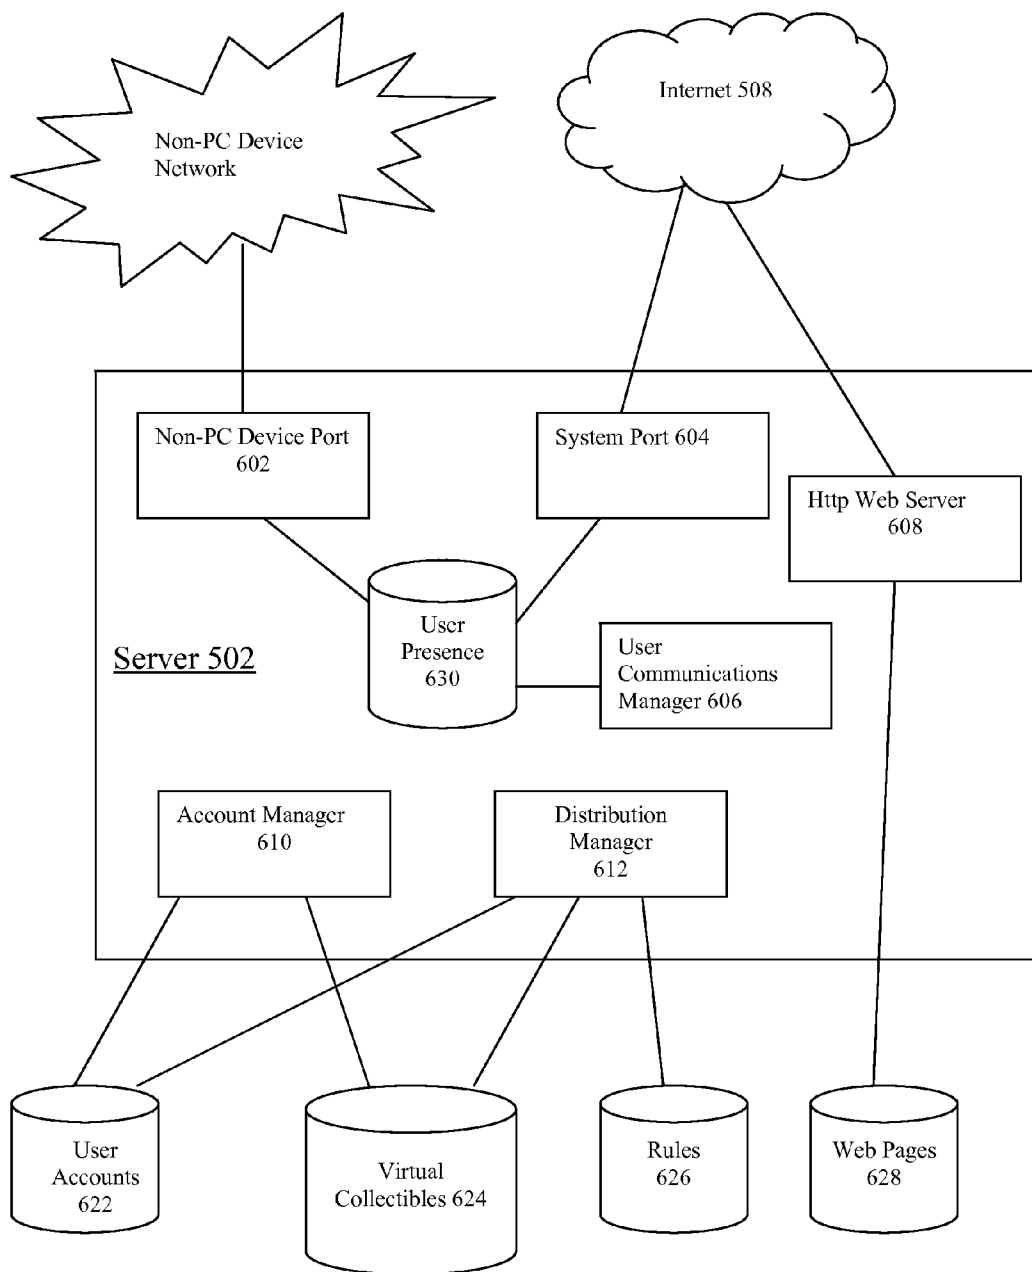 Non-PC Device
Network
Internet 508
Non-PC Device Port
602
System Port 604
Http Web Server
608
User
Presence
630
Server 502
User
Communications
Manager 606
Account Manager
610
Distribution
Manager
612
User
Accounts
622
Virtual
Collectibles 624
Rules
626
Web Pages
628